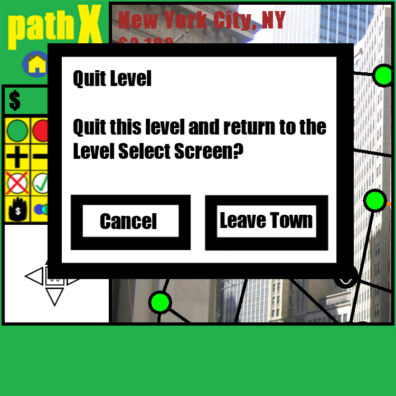 pathX
New York City, NY
$
Quit Level
Quit this level and return to the
Level Select Screen?
Cancel
Leave Town